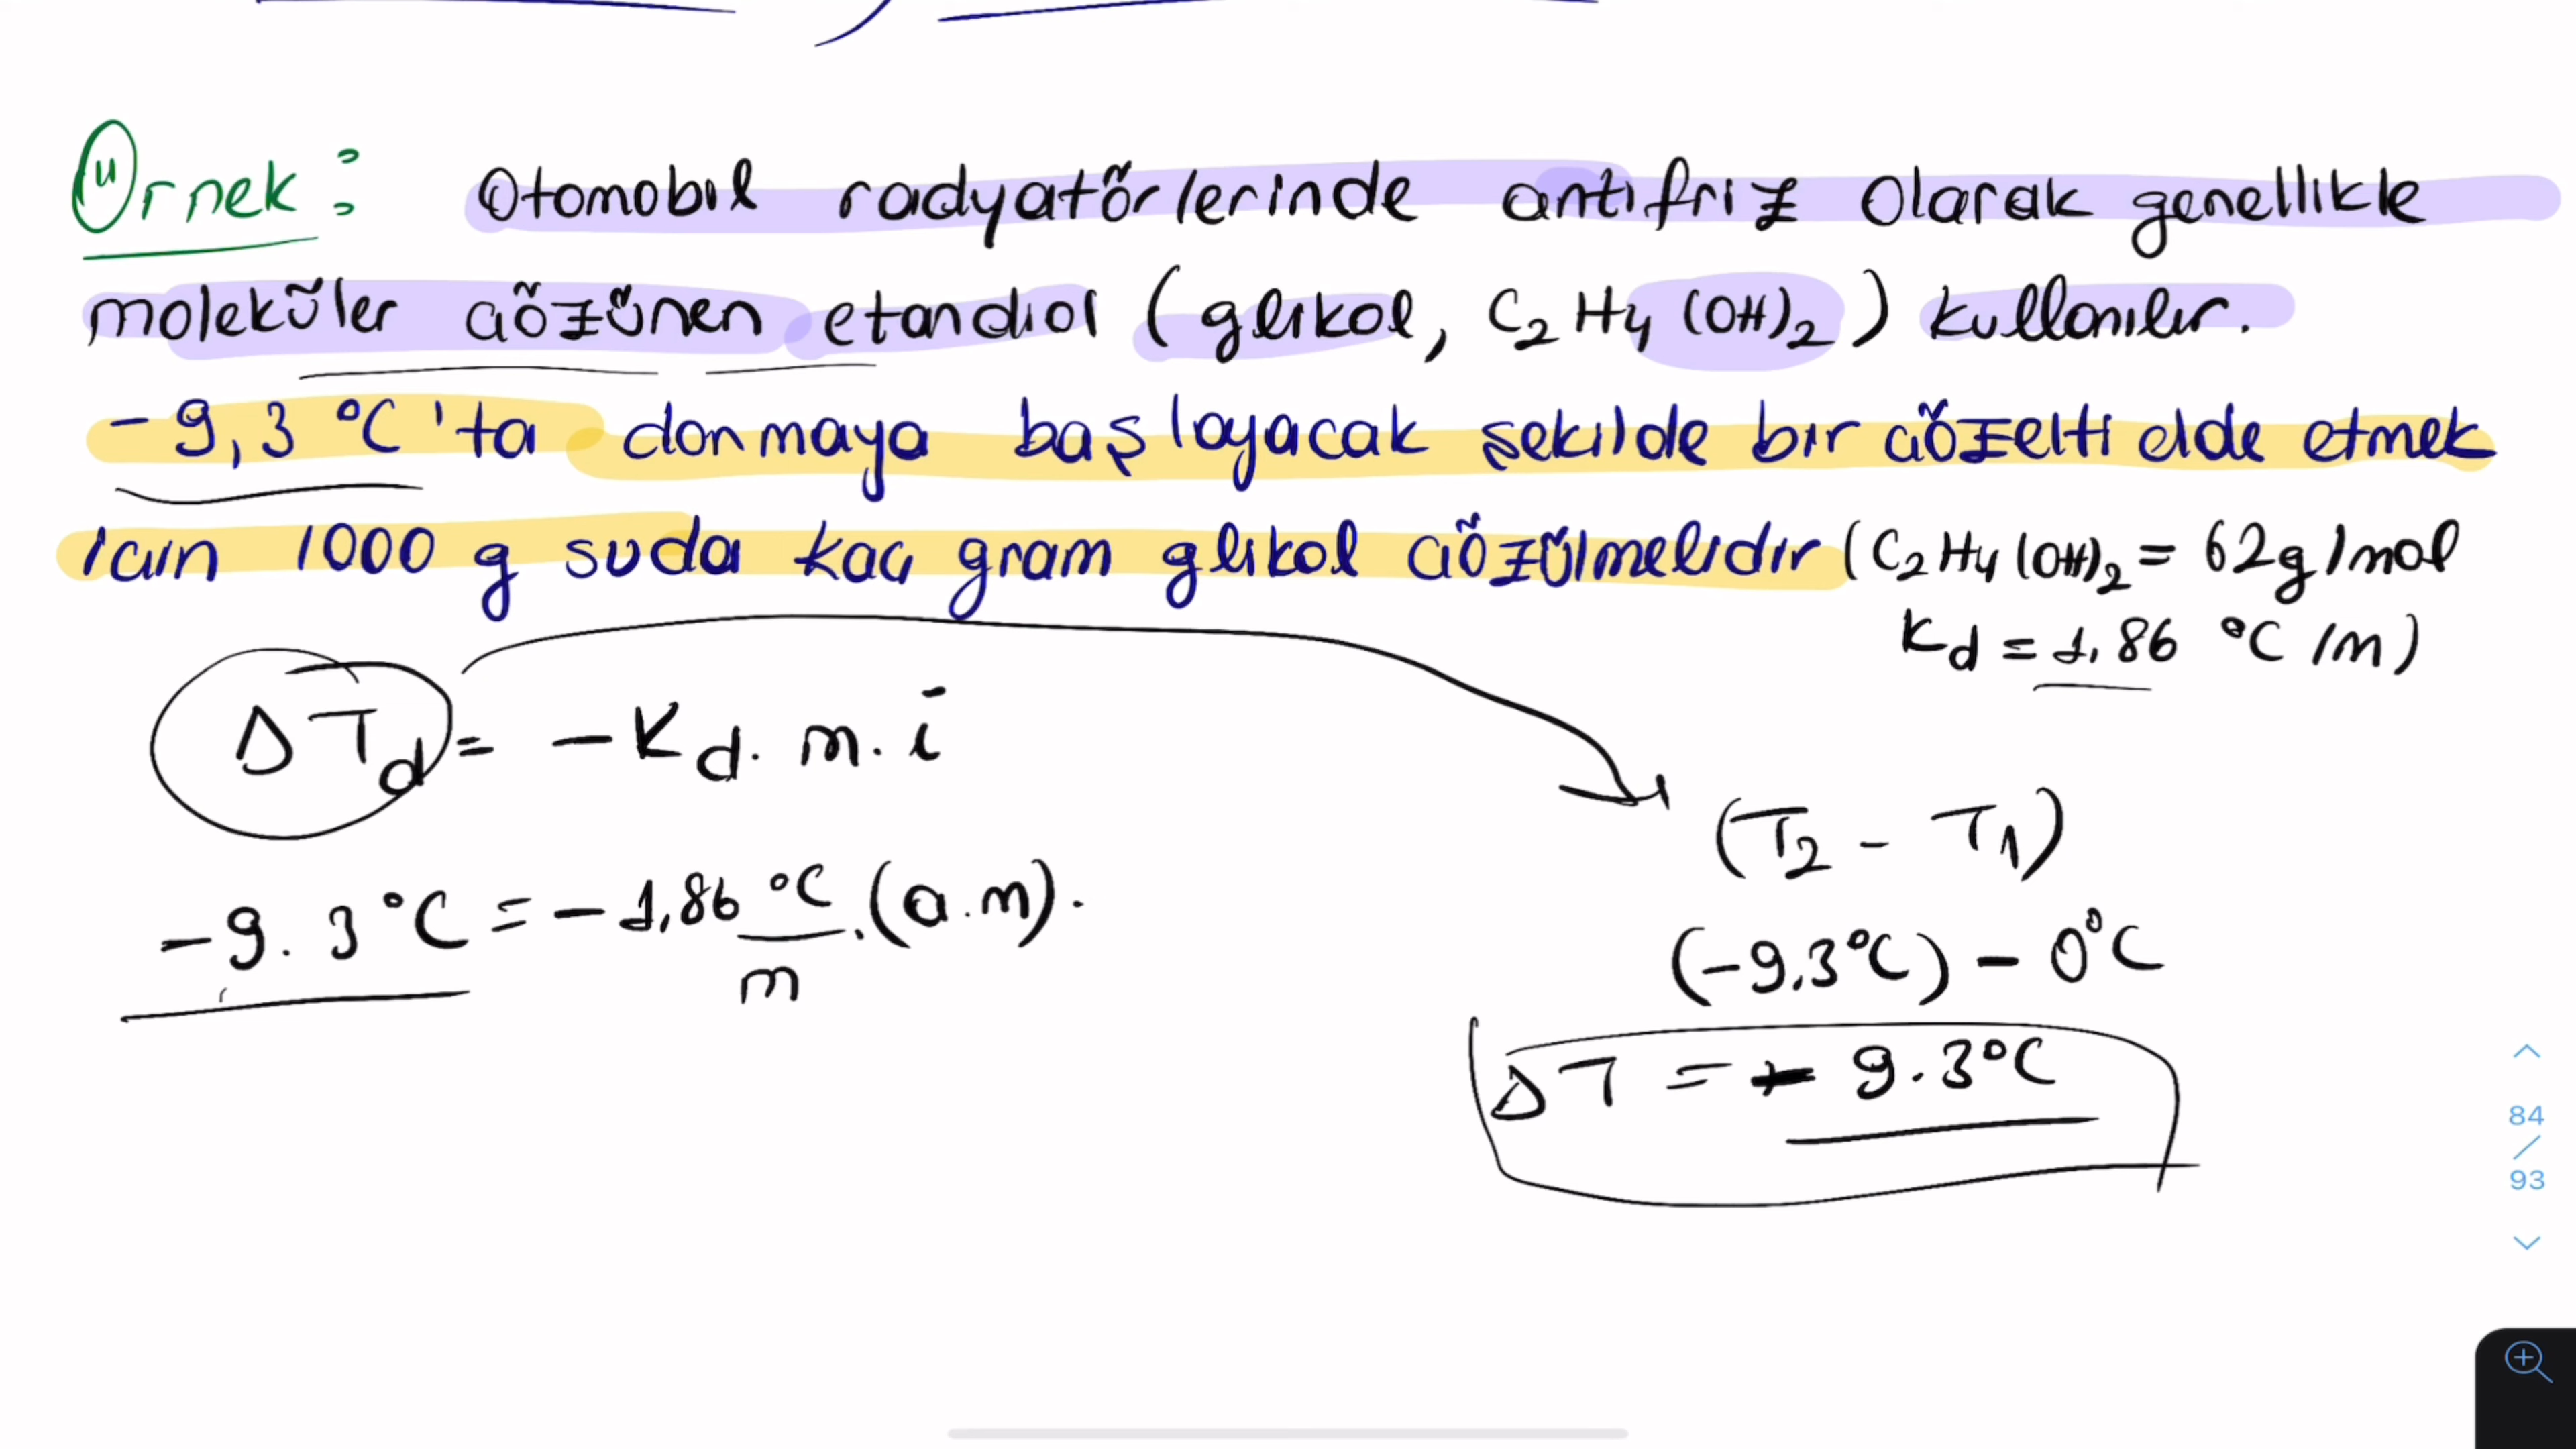 Örnek: Otomobil radyatörlerinde antifriz olarak genellikle
moleküler çözünen etandiol (glikol, C₂H₄(OH)₂) kullanılır.
-9,3 °C'ta donmaya başlayacak şekilde bir çözelti elde etmek
için 1000 g suda kaç gram glikol çözülmelidir (C₂H₄(OH)₂ = 62g/mol
Kd = 1,86 °C/m)
ΔTd = -Kd. m. i
(T₂ - T₁)
-9.3°C = -1,86 °C/m .(a.m).
(-9.3°C) - 0°C
ΔT = - 9.3°C
84
/
93